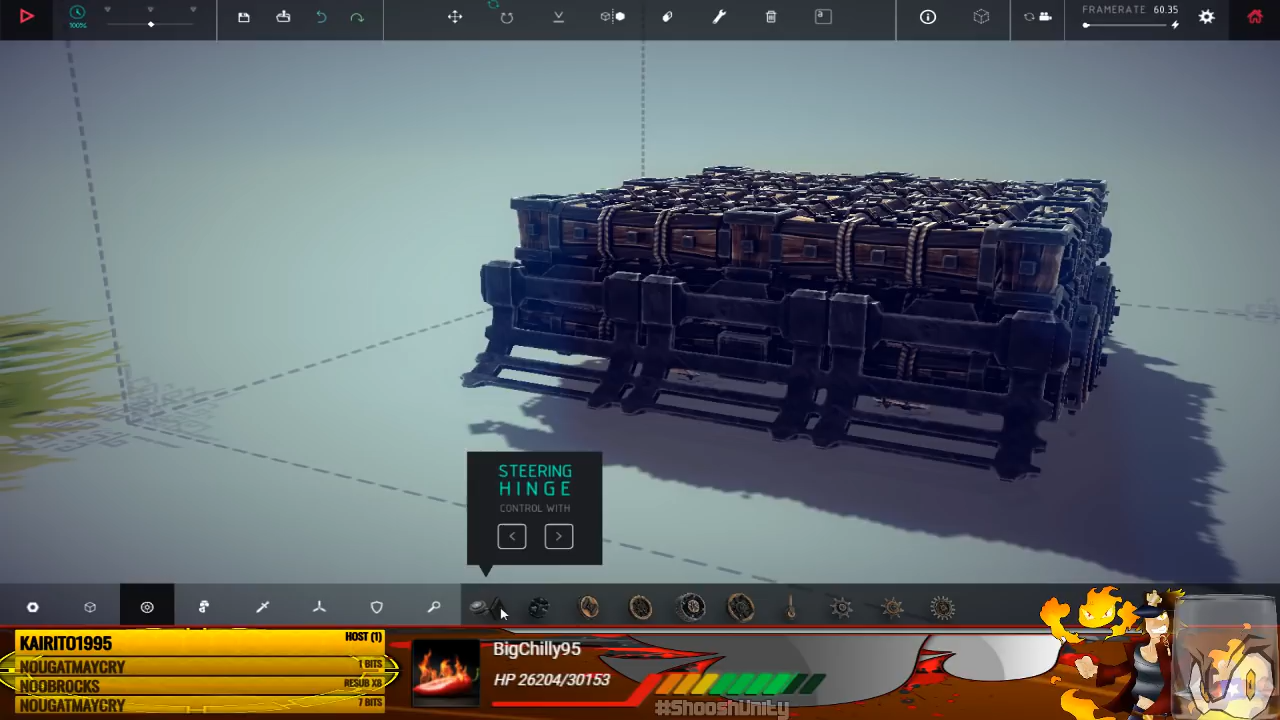 100%
FRAMERATE 60.35
STEERING
HINGE
CONTROL WITH
< >
KAIRITO1995 HOST (1)
NOUGATMAYCRY 1 BITS
NOOBROCKS RESUB X8
NOUGATMAYCRY 7 BITS
BigChilly95
HP 26204/30153
#ShooshUnity